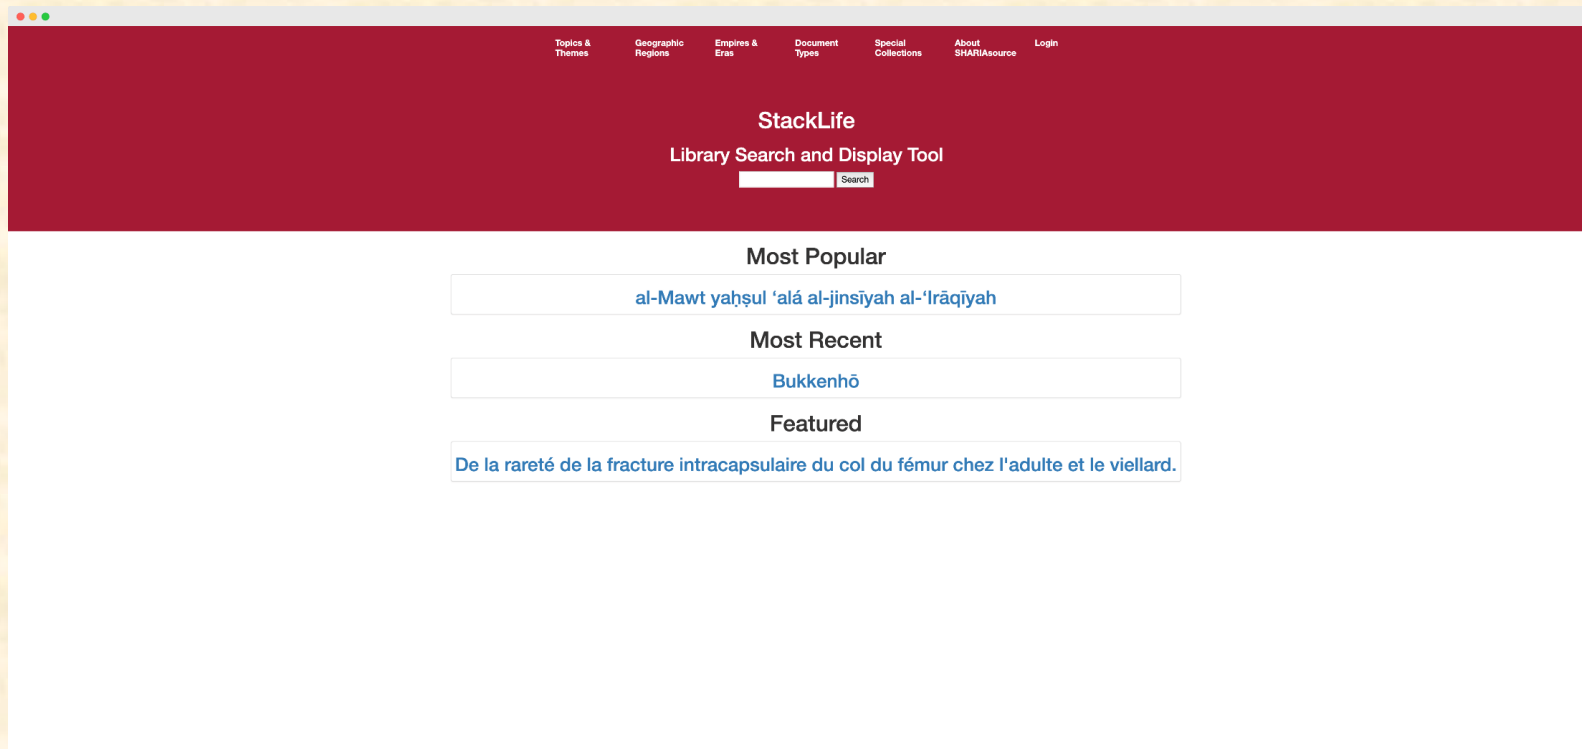 Topics &
Themes
Geographic
Regions
Empires &
Eras
Document
Types
Special
Collections
About
SHARIAsource
Login
StackLife
Library Search and Display Tool
Search
Most Popular
al-Mawt yaḥṣul ‘alá al-jinsīyah al-‘Irāqīyah
Most Recent
Bukkenhō
Featured
De la rareté de la fracture intracapsulaire du col du fémur chez l'adulte et le viellard.